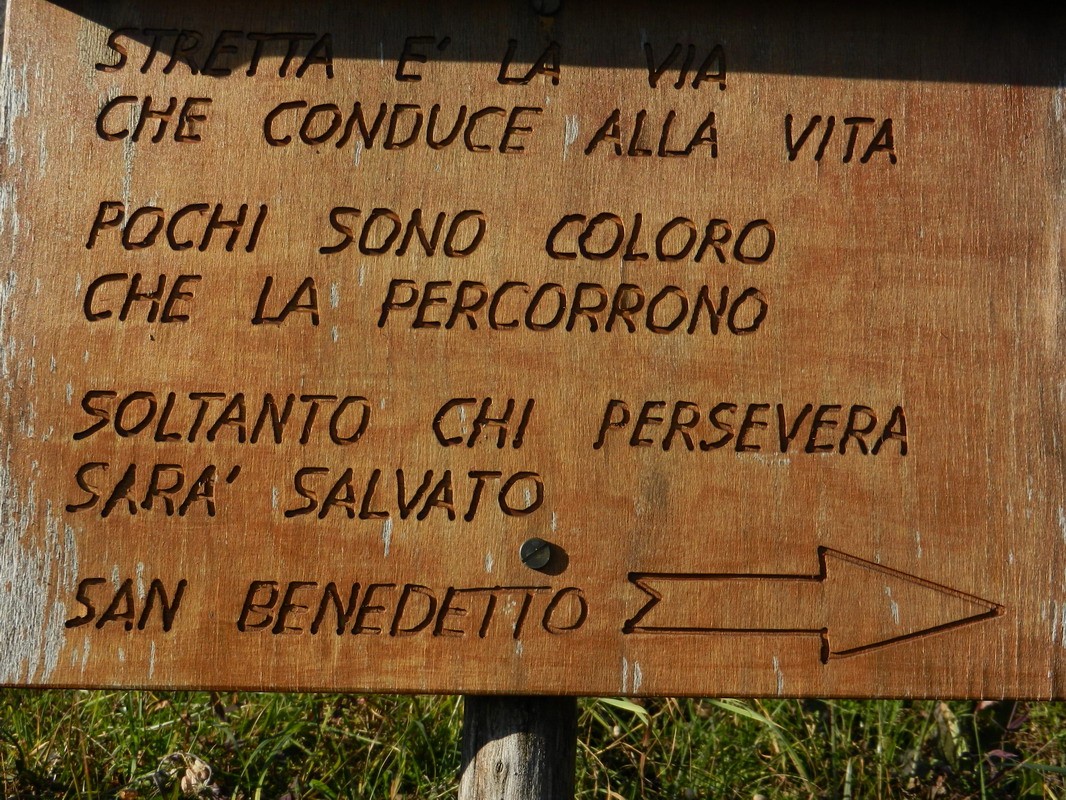 STRETTA E' LA VIA
CHE CONDUCE ALLA VITA
POCHI SONO COLORO
CHE LA PERCORRONO
SOLTANTO CHI PERSEVERA
SARA' SALVATO
SAN BENEDETTO